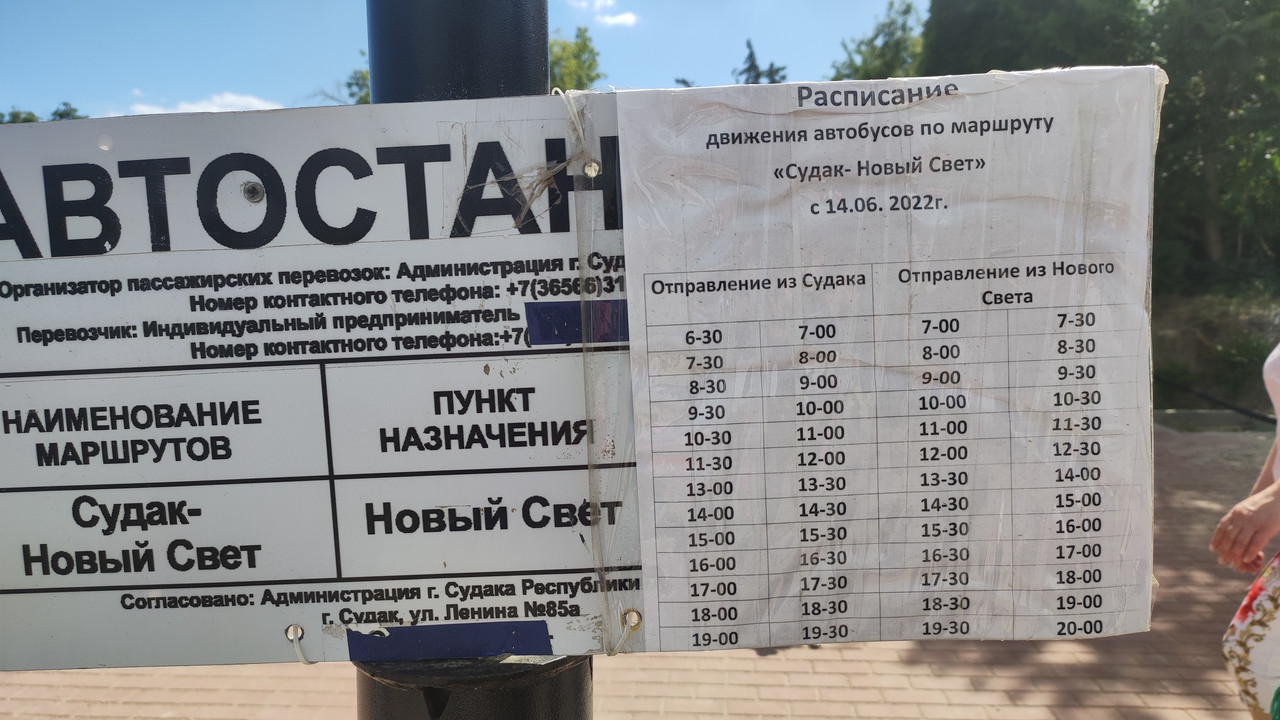 АВТОСТАН
Организатор пассажирских перевозок: Администрация г. Суд
Номер контактного телефона: +7(36566)31
Перевозчик: Индивидуальный предприниматель
Номер контактного телефона:+7(
НАИМЕНОВАНИЕ МАРШРУТОВ
ПУНКТ НАЗНАЧЕНИЯ
Судак-
Новый Свет
Новый Свет
Согласовано: Администрация г. Судака Республики
г. Судак, ул. Ленина №85а
Расписание
движения автобусов по маршруту
«Судак- Новый Свет»
с 14.06. 2022г.
Отправление из Судака
Отправление из Нового
Света
6-30 7-00 7-00 7-30
7-30 8-00 8-00 8-30
8-30 9-00 9-00 9-30
9-30 10-00 10-00 10-30
10-30 11-00 11-00 11-30
11-30 12-00 12-00 12-30
13-00 13-30 13-30 14-00
14-00 14-30 14-30 15-00
15-00 15-30 15-30 16-00
16-00 16-30 16-30 17-00
17-00 17-30 17-30 18-00
18-00 18-30 18-30 19-00
19-00 19-30 19-30 20-00